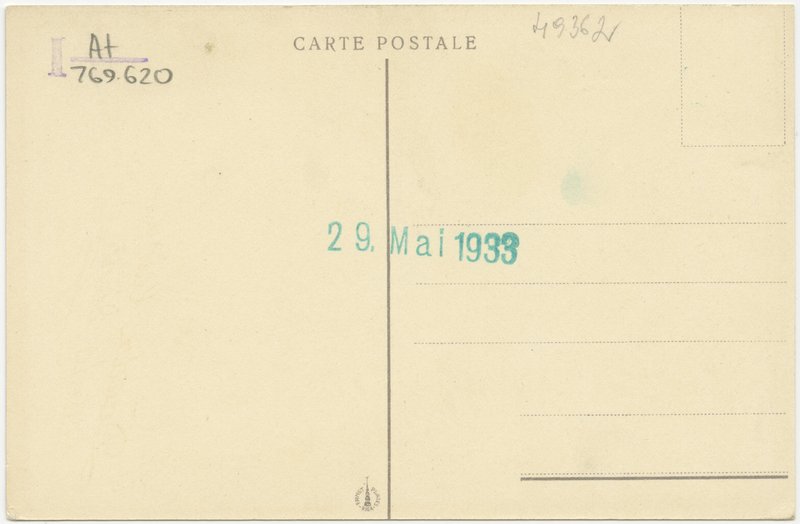 I At
769.620
CARTE POSTALE
49362
29. Mai 1933